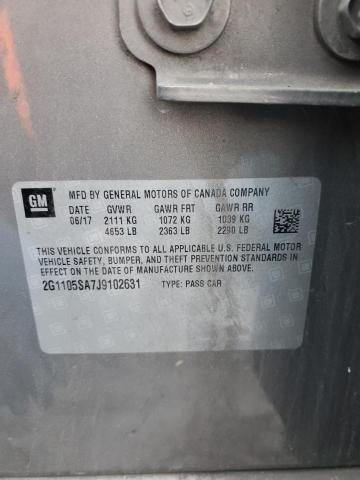 GM
MFD BY GENERAL MOTORS OF CANADA COMPANY
DATE GVWR GAWR FRT GAWR RR
06/17 2111 KG 1072 KG 1039 KG
4653 LB 2363 LB 2290 LB
THIS VEHICLE CONFORMS TO ALL APPLICABLE U.S. FEDERAL MOTOR
VEHICLE SAFETY, BUMPER, AND THEFT PREVENTION STANDARDS
IN EFFECT ON THE DATE OF MANUFACTURE SHOWN ABOVE.
2G1105SA7J9102631 TYPE: PASS CAR